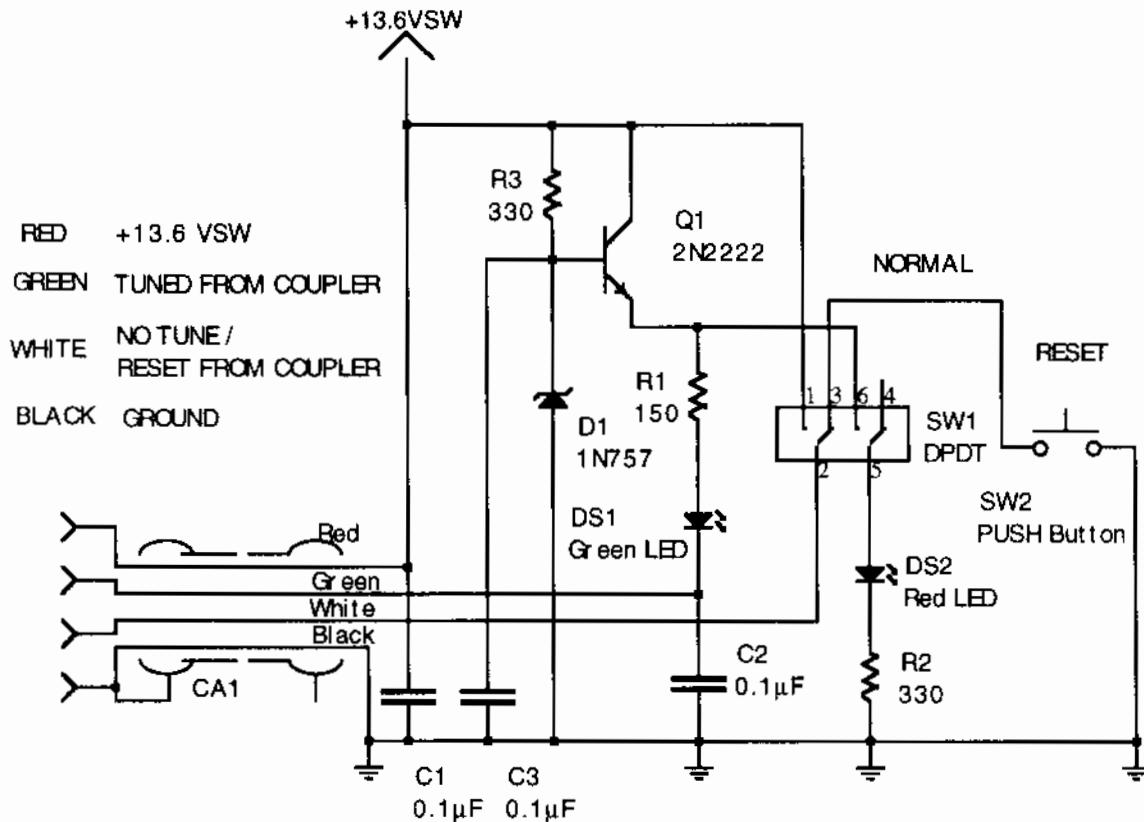 +13.6VSW
RED +13.6 VSW
GREEN TUNED FROM COUPLER
WHITE NO TUNE /
RESET FROM COUPLER
BLACK GROUND
R3
330
Q1
2N2222
NORMAL
RESET
R1
150
1 3 6 4
SW1
DPDT
2 5
D1
1N757
DS1
Green LED
SW2
PUSH Button
DS2
Red LED
Red
Green
White
Black
CA1
C2
0.1µF
R2
330
C1 C3
0.1µF 0.1µF